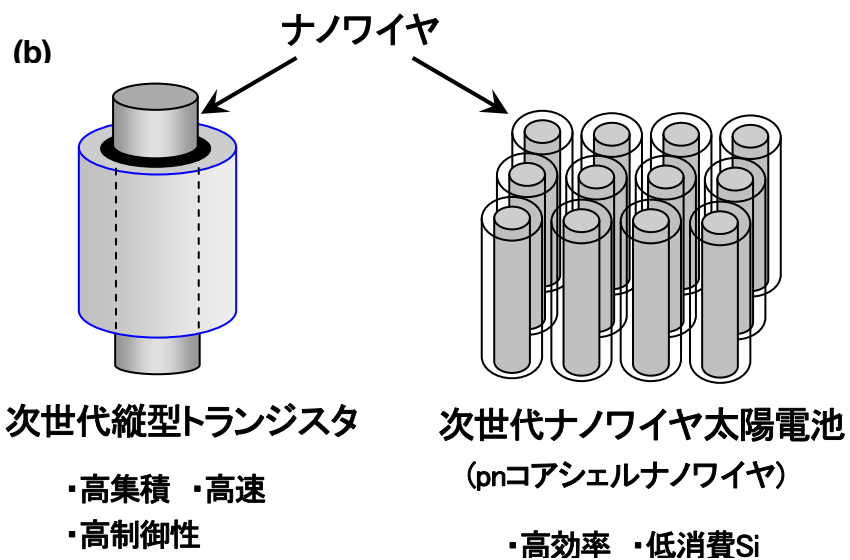 ナノワイヤ
(b)
次世代縦型トランジスタ
・高集積 ・高速
・高制御性
次世代ナノワイヤ太陽電池
(pnコアシェルナノワイヤ)
・高効率 ・低消費Si